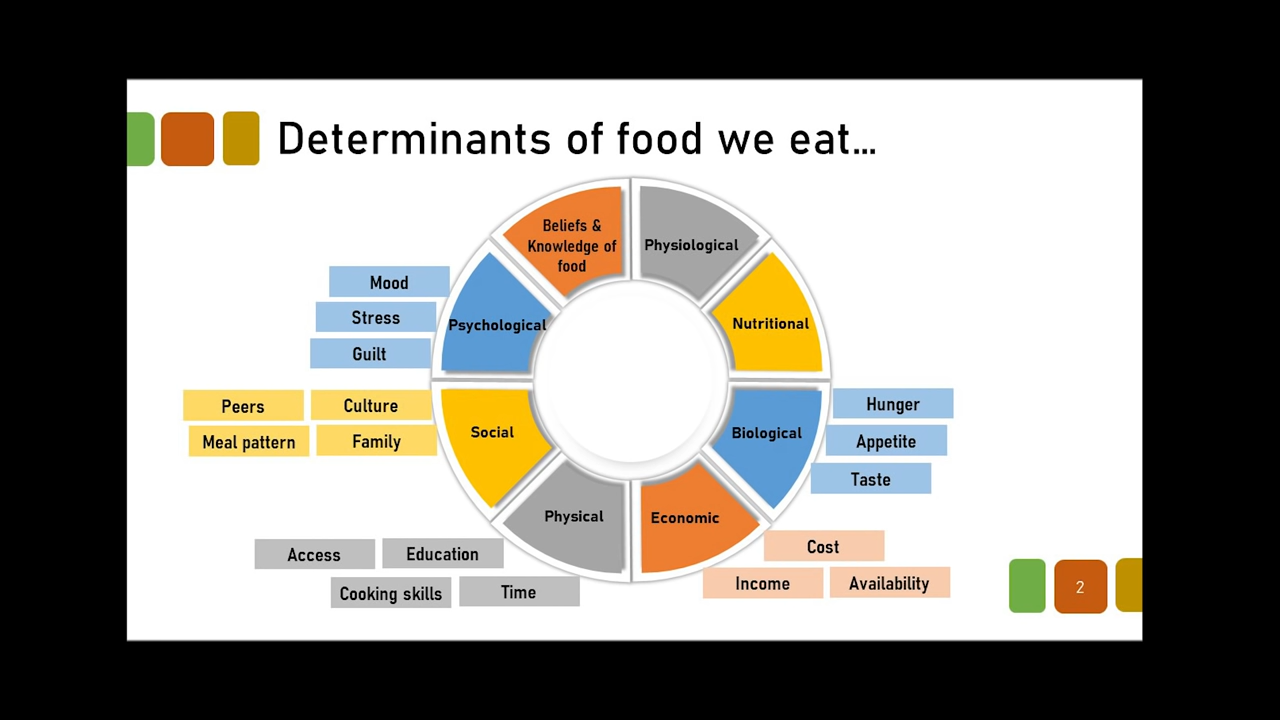 Determinants of food we eat...
Beliefs &
Knowledge of
food
Physiological
Nutritional
Biological
Hunger
Appetite
Taste
Economic
Cost
Income
Availability
Physical
Access
Education
Cooking skills
Time
Social
Peers
Culture
Meal pattern
Family
Psychological
Mood
Stress
Guilt
2